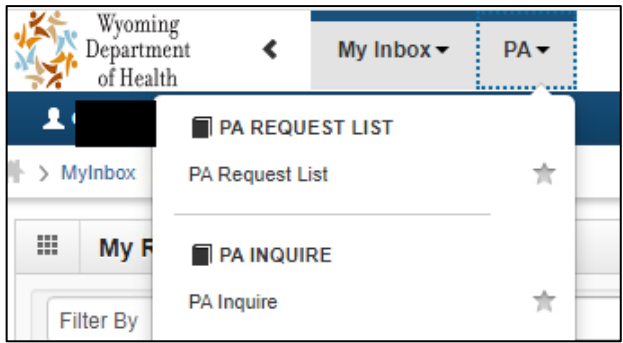 Wyoming
Department
of Health
My Inbox
PA
PA REQUEST LIST
> MyInbox
PA Request List
My
PA INQUIRE
PA Inquire
Filter By